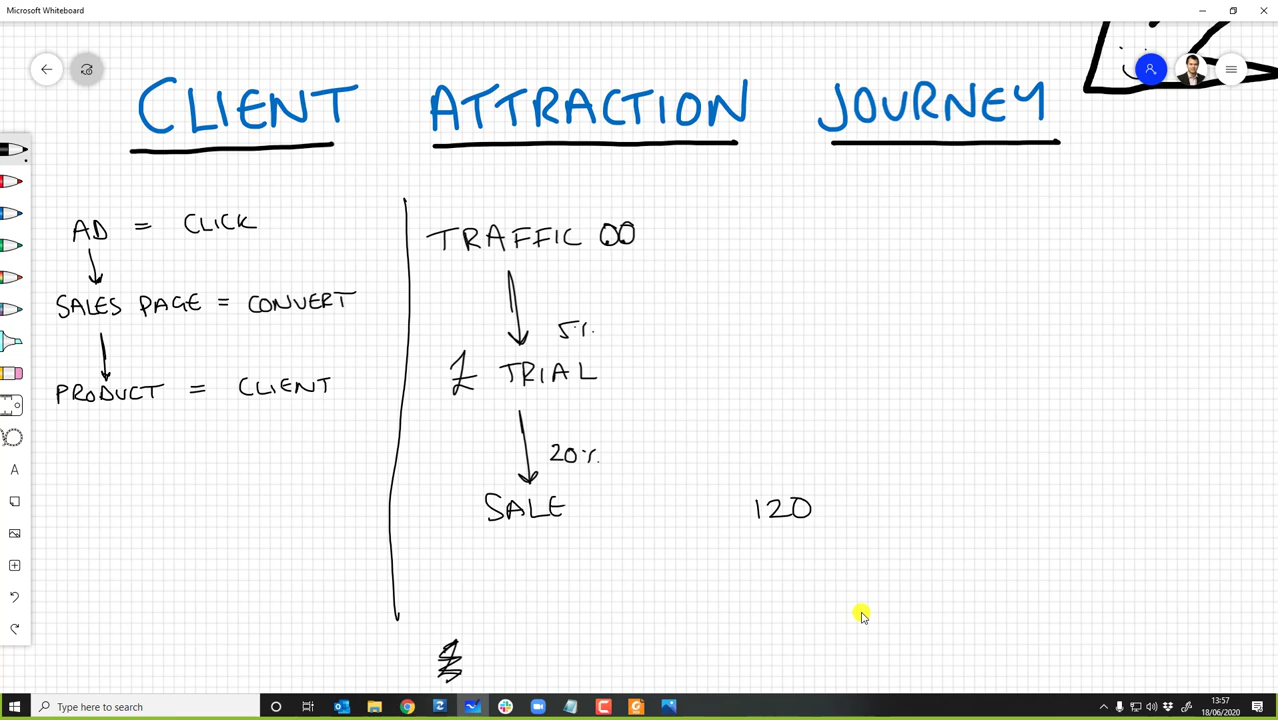 Microsoft Whiteboard
CLIENT ATTRACTION JOURNEY
AD = CLICK
SALES PAGE = CONVERT
PRODUCT = CLIENT
TRAFFIC 00
5%
£ TRIAL
20%
SALE 120
A
Type here to search
13:57
18/06/2020